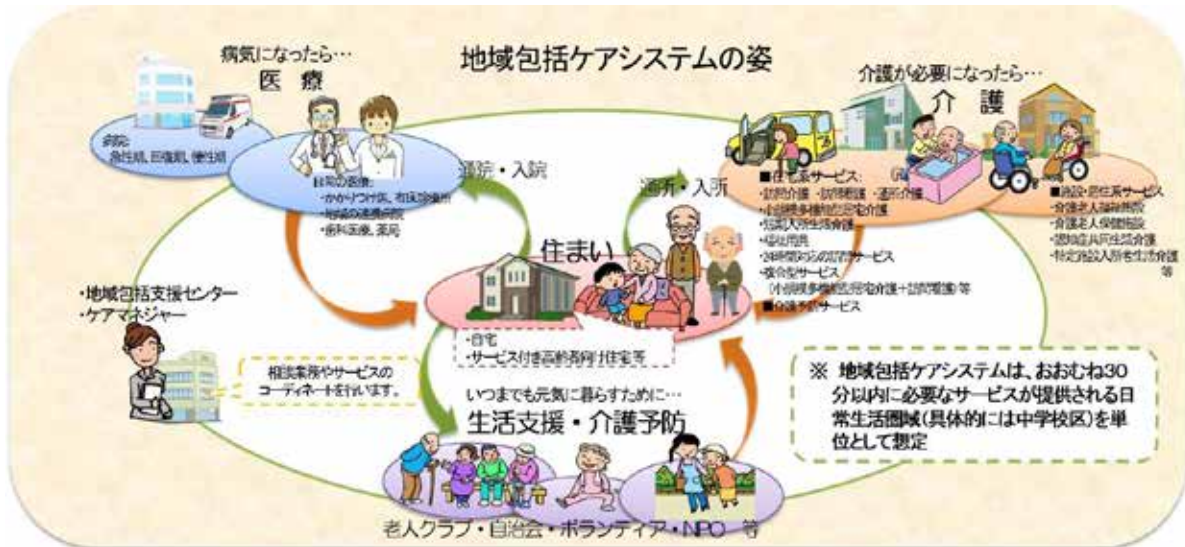 地域包括ケアシステムの姿
病気になったら…
医 療
病院:
急性期、回復期、慢性期
日常の医療:
・かかりつけ医、有床診療所
・地域の連携病院
・歯科医療、薬局
通院・入院
通所・入所
介護が必要になったら…
介 護
■在宅系サービス:
・訪問介護 ・訪問看護 ・通所介護
・小規模多機能型居宅介護
・短期入所生活介護
・福祉用具
・24時間対応の訪問サービス
・複合型サービス
(小規模多機能型居宅介護+訪問看護)等
■介護予防サービス
■施設・居住系サービス
・介護老人福祉施設
・介護老人保健施設
・認知症共同生活介護
・特定施設入所者生活介護
等
住まい
・自宅
・サービス付き高齢者向け住宅等
・地域包括支援センター
・ケアマネジャー
相談業務やサービスの
コーディネートを行います。
いつまでも元気に暮らすために…
生活支援・介護予防
老人クラブ・自治会・ボランティア・NPO 等
※ 地域包括ケアシステムは、おおむね30
分以内に必要なサービスが提供される日
常生活圏域(具体的には中学校区)を単
位として想定